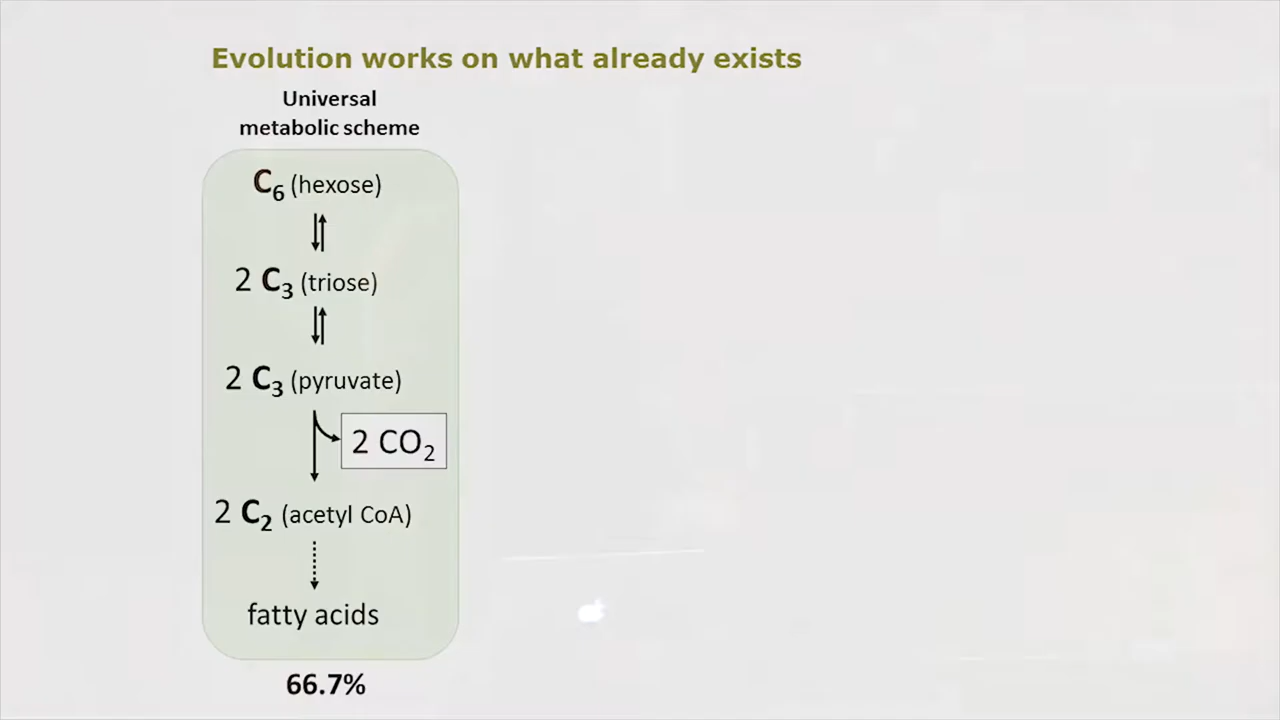 Evolution works on what already exists
Universal
metabolic scheme
C₆ (hexose)
2 C₃ (triose)
2 C₃ (pyruvate)
2 CO₂
2 C₂ (acetyl CoA)
fatty acids
66.7%